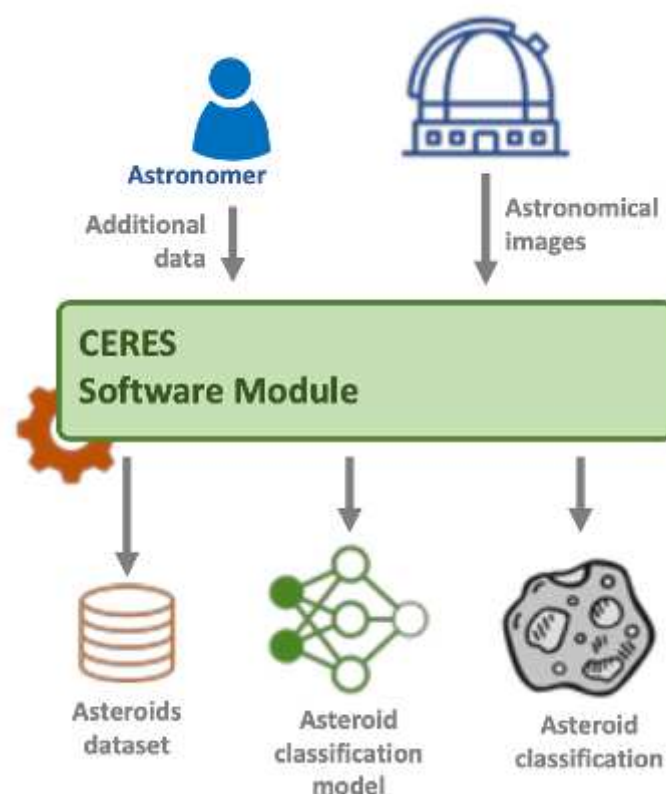 Astronomer
Additional
data
Astronomical
images
CERES
Software Module
Asteroids
dataset
Asteroid
classification
model
Asteroid
classification